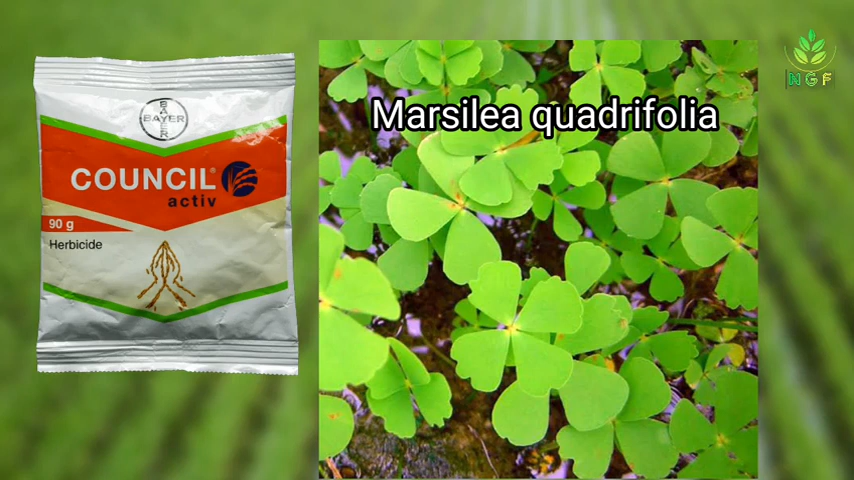 BAYER
BAYER
COUNCIL®
activ
90 g
Herbicide
Marsilea quadrifolia
NGF